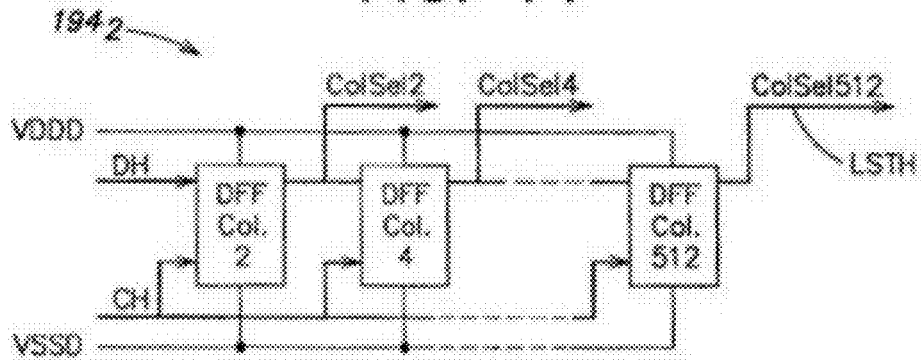 194₂
ColSel2
ColSel4
ColSel512
VDDD
DH
LSTH
DFF
Col.
2
DFF
Col.
4
DFF
Col.
512
CH
VSSD